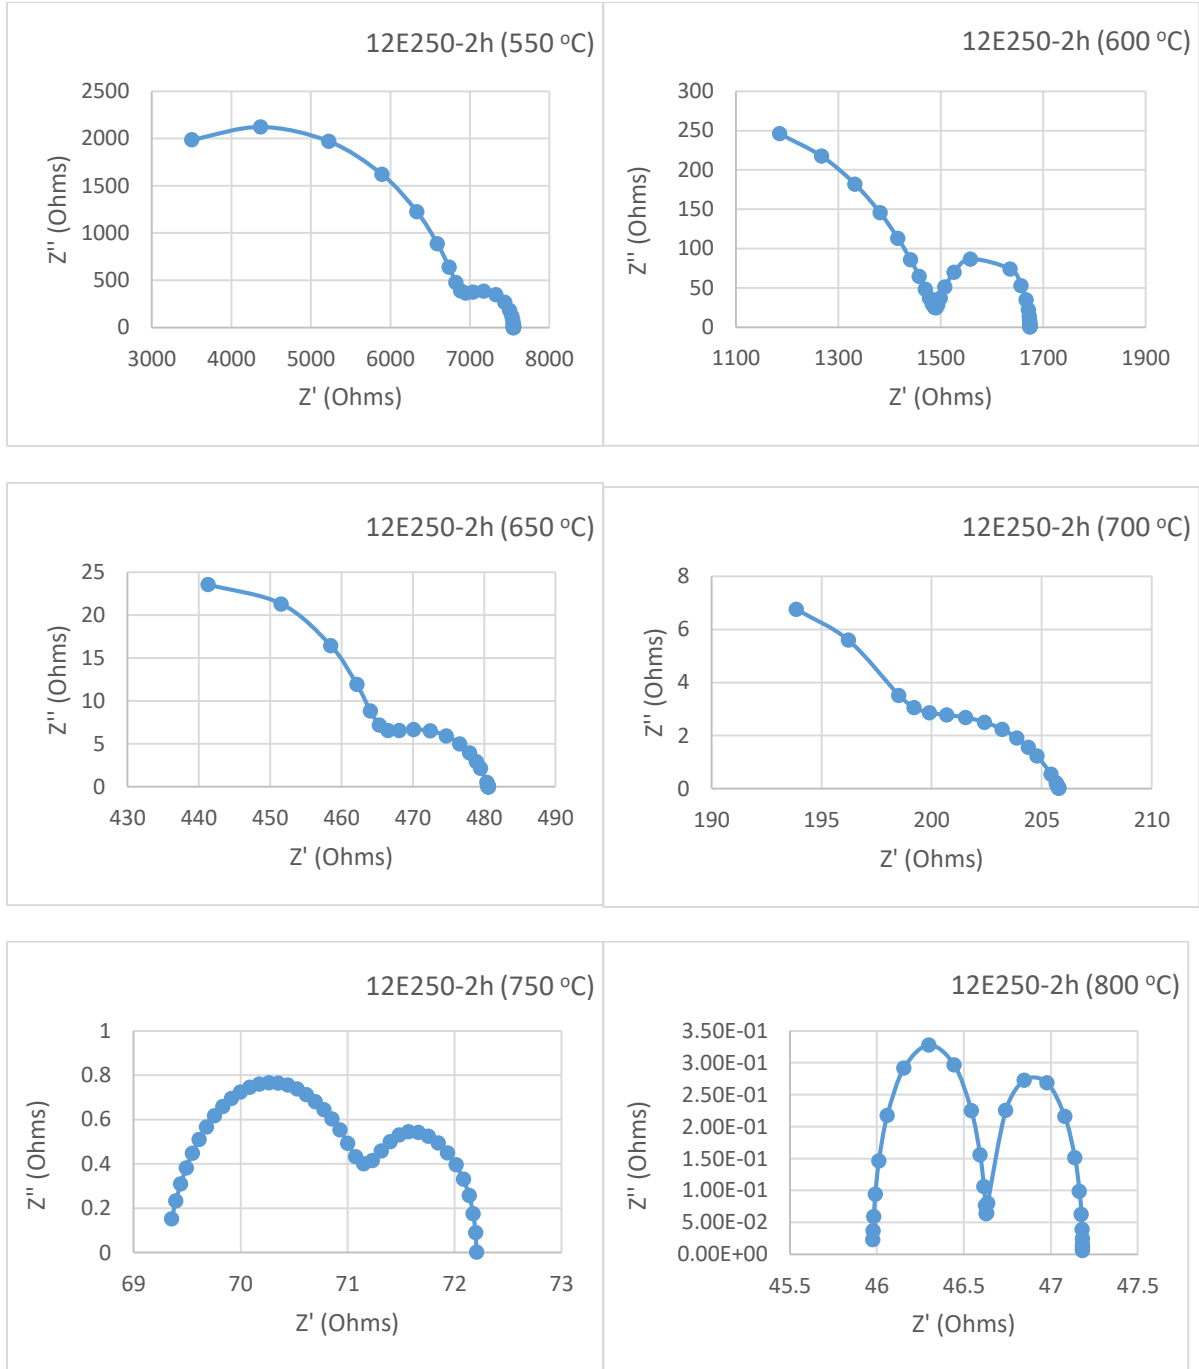 12E250-2h (550 °C)
2500
2000
1500
1000
500
0
3000 4000 5000 6000 7000 8000
Z'' (Ohms)
Z' (Ohms)
12E250-2h (600 °C)
300
250
200
150
100
50
0
1100 1300 1500 1700 1900
Z'' (Ohms)
Z' (Ohms)
12E250-2h (650 °C)
25
20
15
10
5
0
430 440 450 460 470 480 490
Z'' (Ohms)
Z' (Ohms)
12E250-2h (700 °C)
8
6
4
2
0
190 195 200 205 210
Z'' (Ohms)
Z' (Ohms)
12E250-2h (750 °C)
1
0.8
0.6
0.4
0.2
0
69 70 71 72 73
Z'' (Ohms)
Z' (Ohms)
12E250-2h (800 °C)
3.50E-01
3.00E-01
2.50E-01
2.00E-01
1.50E-01
1.00E-01
5.00E-02
0.00E+00
45.5 46 46.5 47 47.5
Z'' (Ohms)
Z' (Ohms)